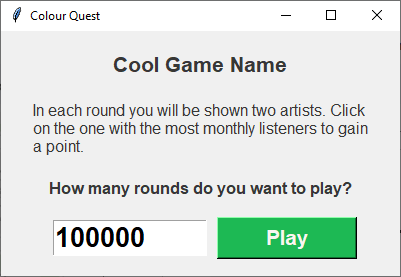 Colour Quest
Cool Game Name
In each round you will be shown two artists. Click
on the one with the most monthly listeners to gain
a point.
How many rounds do you want to play?
100000
Play